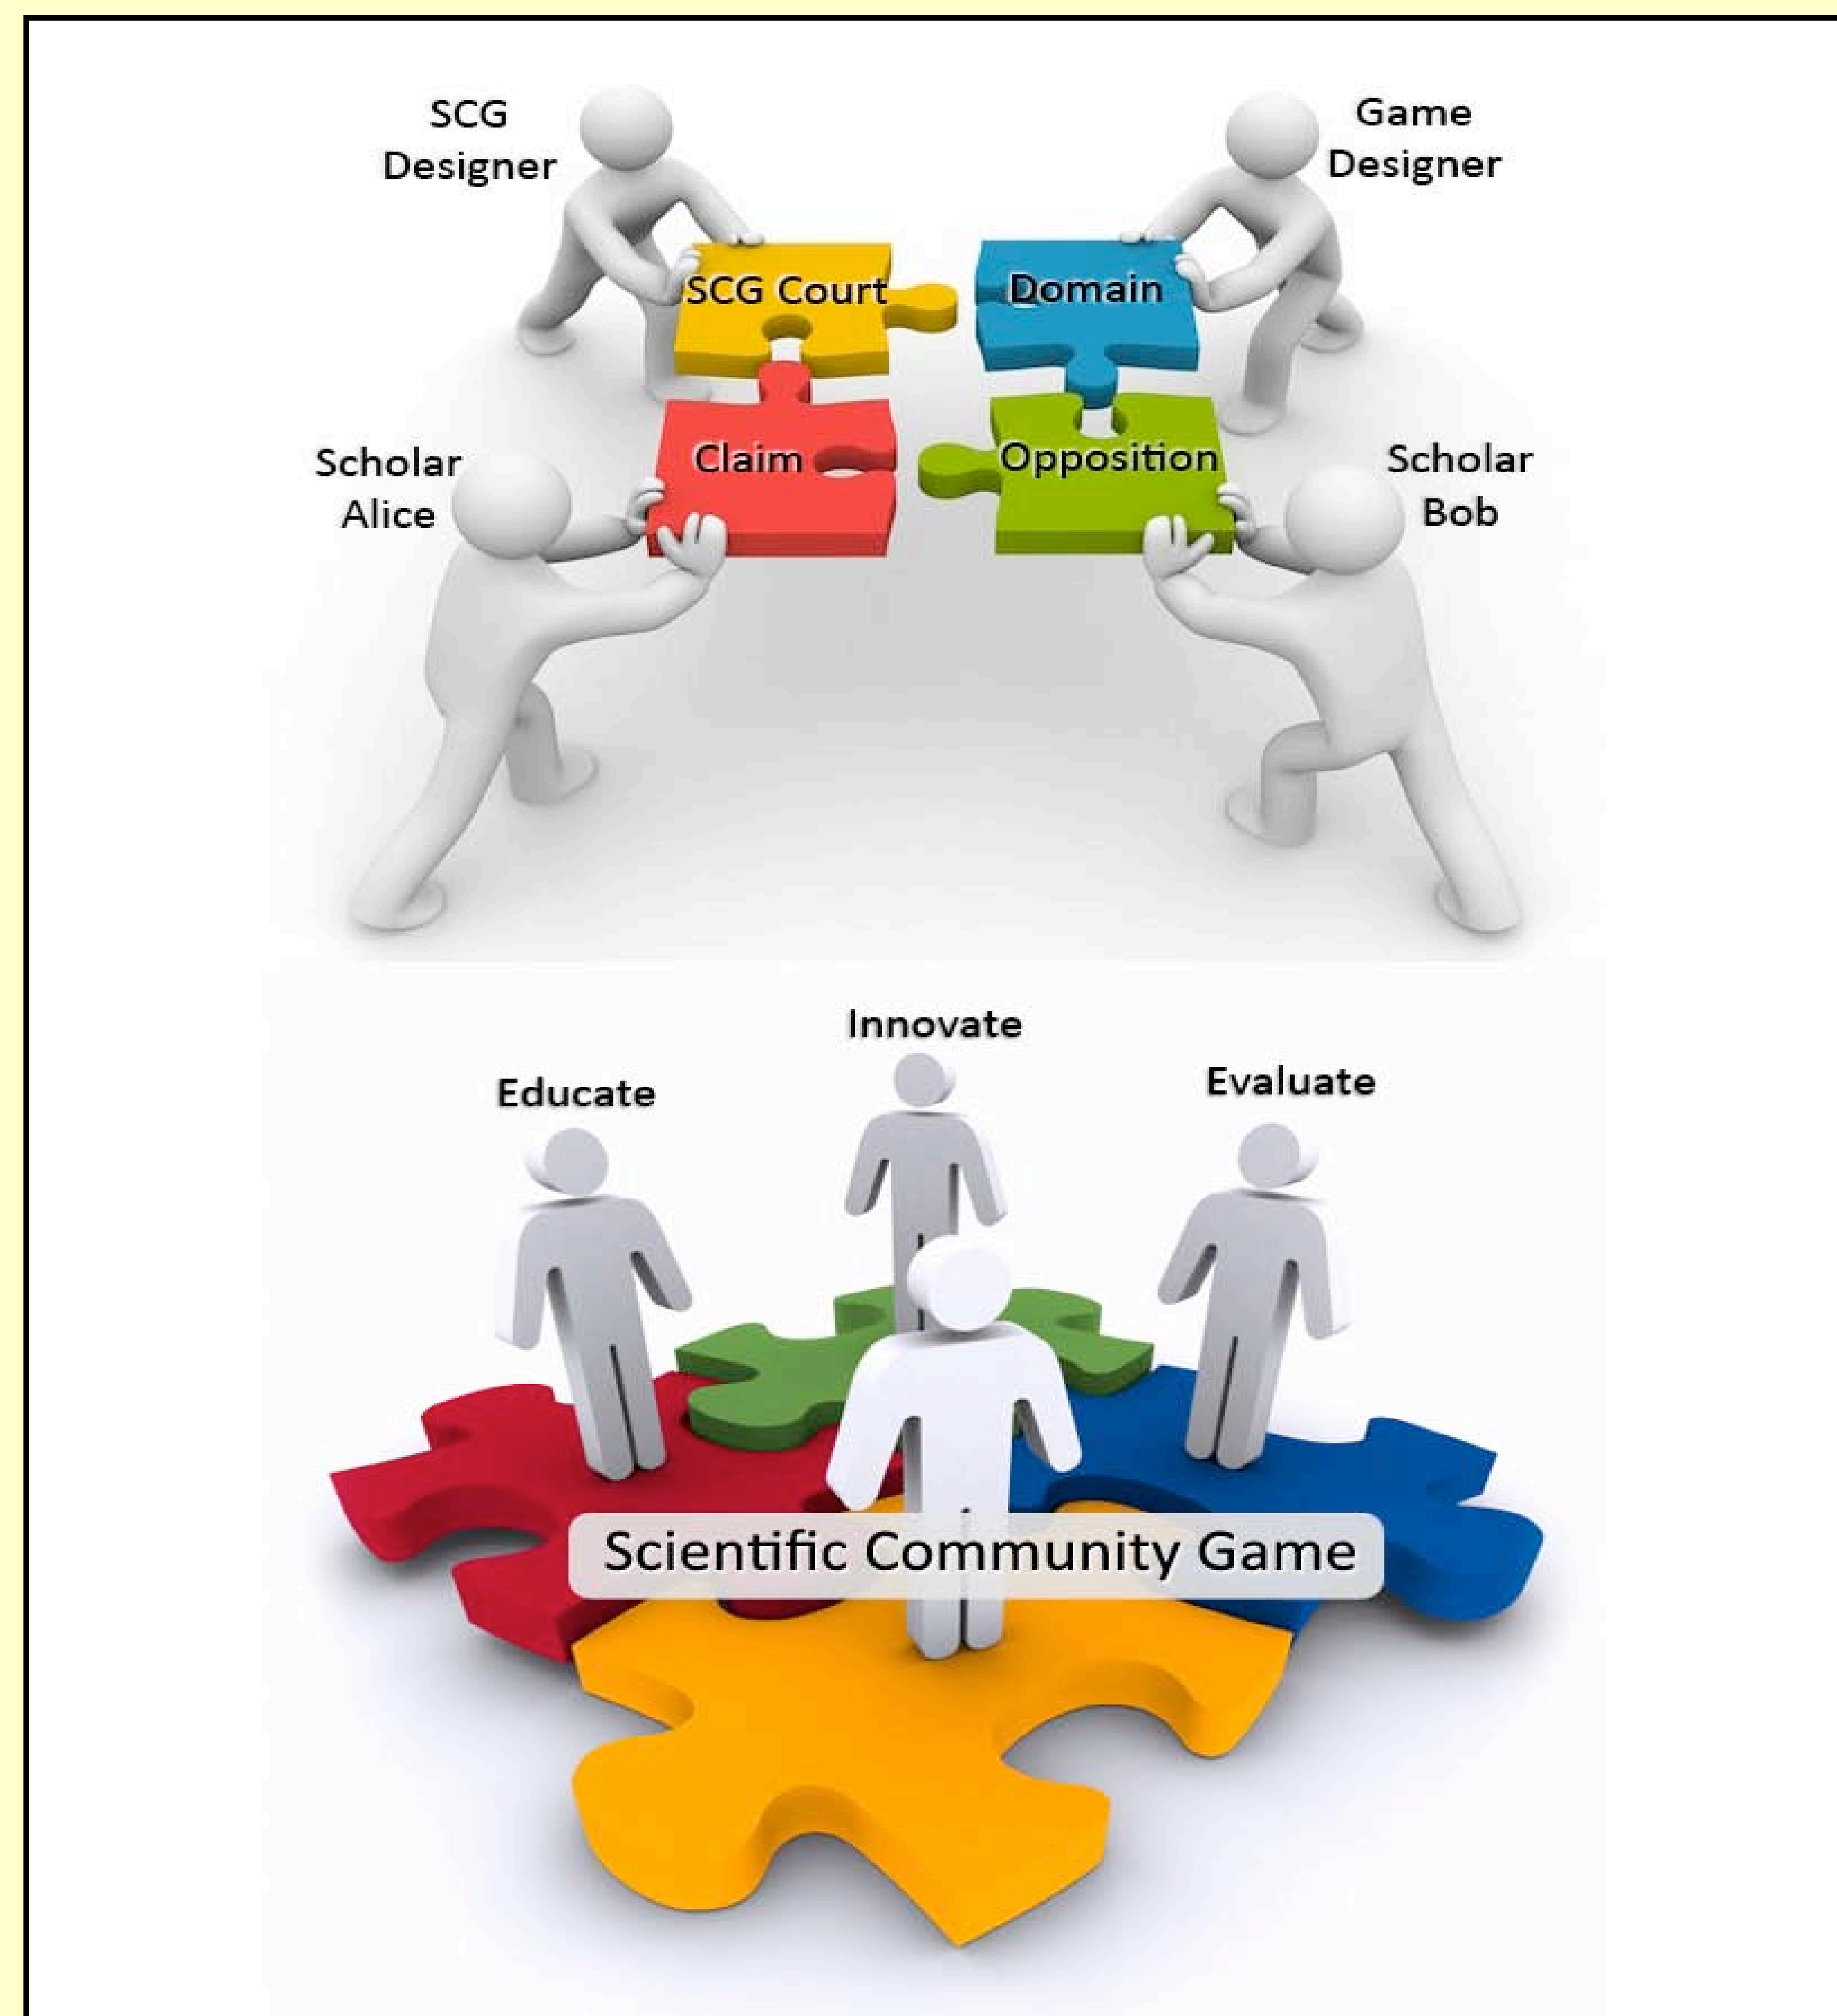 SCG
Designer
Game
Designer
SCG Court
Domain
Scholar
Alice
Claim
Opposition
Scholar
Bob
Innovate
Educate
Evaluate
Scientific Community Game